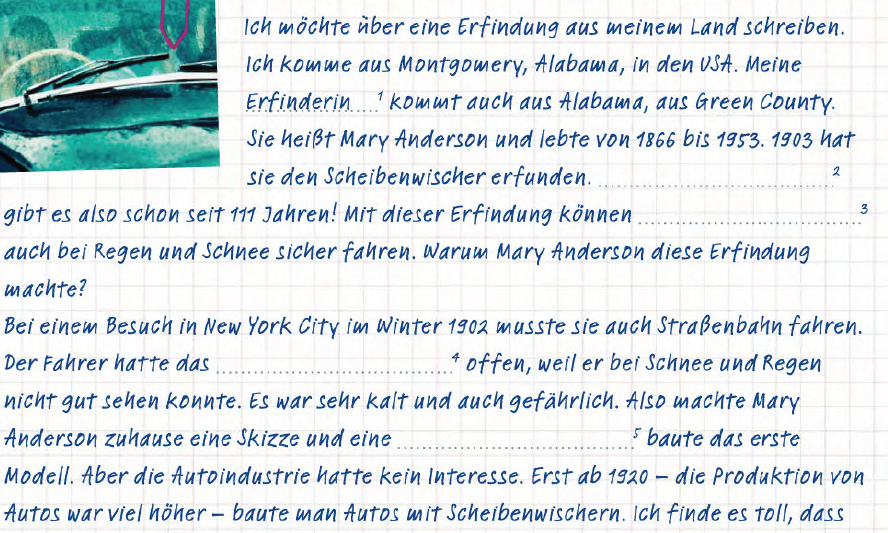 Ich möchte über eine Erfindung aus meinem Land schreiben.
Ich komme aus Montgomery, Alabama, in den USA. Meine
Erfinderin....¹ kommt auch aus Alabama, aus Green County.
Sie heißt Mary Anderson und lebte von 1866 bis 1953. 1903 hat
sie den Scheibenwischer erfunden. ..............................²
gibt es also schon seit 111 Jahren! Mit dieser Erfindung können ..............................³
auch bei Regen und Schnee sicher fahren. Warum Mary Anderson diese Erfindung
machte?
Bei einem Besuch in New York City im Winter 1902 musste sie auch Straßenbahn fahren.
Der Fahrer hatte das ..............................⁴ offen, weil er bei Schnee und Regen
nicht gut sehen konnte. Es war sehr kalt und auch gefährlich. Also machte Mary
Anderson zuhause eine Skizze und eine ..............................⁵ baute das erste
Modell. Aber die Autoindustrie hatte kein Interesse. Erst ab 1920 – die Produktion von
Autos war viel höher – baute man Autos mit Scheibenwischern. Ich finde es toll, dass